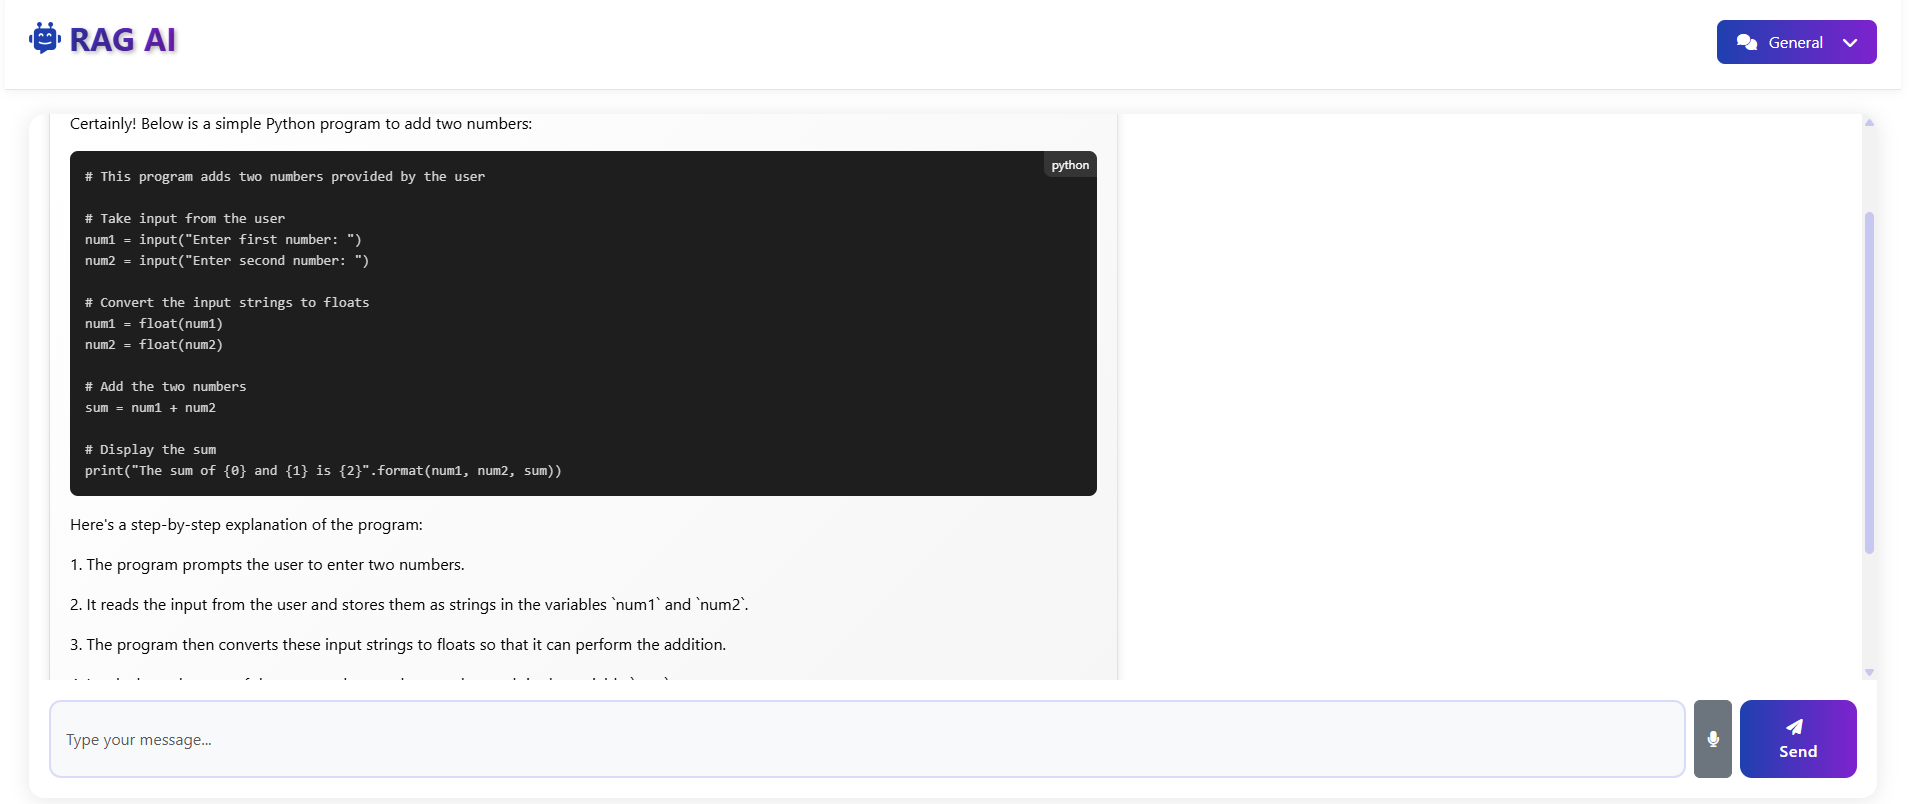 RAG AI
General
Certainly! Below is a simple Python program to add two numbers:
python
# This program adds two numbers provided by the user
# Take input from the user
num1 = input("Enter first number: ")
num2 = input("Enter second number: ")
# Convert the input strings to floats
num1 = float(num1)
num2 = float(num2)
# Add the two numbers
sum = num1 + num2
# Display the sum
print("The sum of {0} and {1} is {2}".format(num1, num2, sum))
Here's a step-by-step explanation of the program:
1. The program prompts the user to enter two numbers.
2. It reads the input from the user and stores them as strings in the variables `num1` and `num2`.
3. The program then converts these input strings to floats so that it can perform the addition.
Type your message...
Send